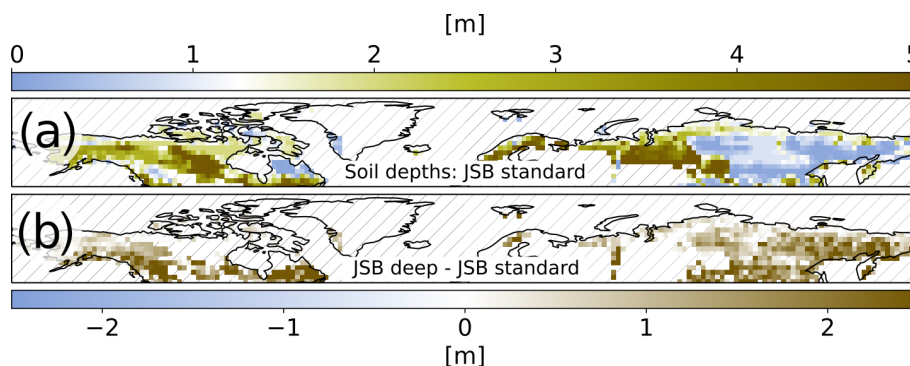 [m]
0 1 2 3 4 5
(a)
Soil depths: JSB standard
(b)
JSB deep - JSB standard
−2 −1 0 1 2
[m]